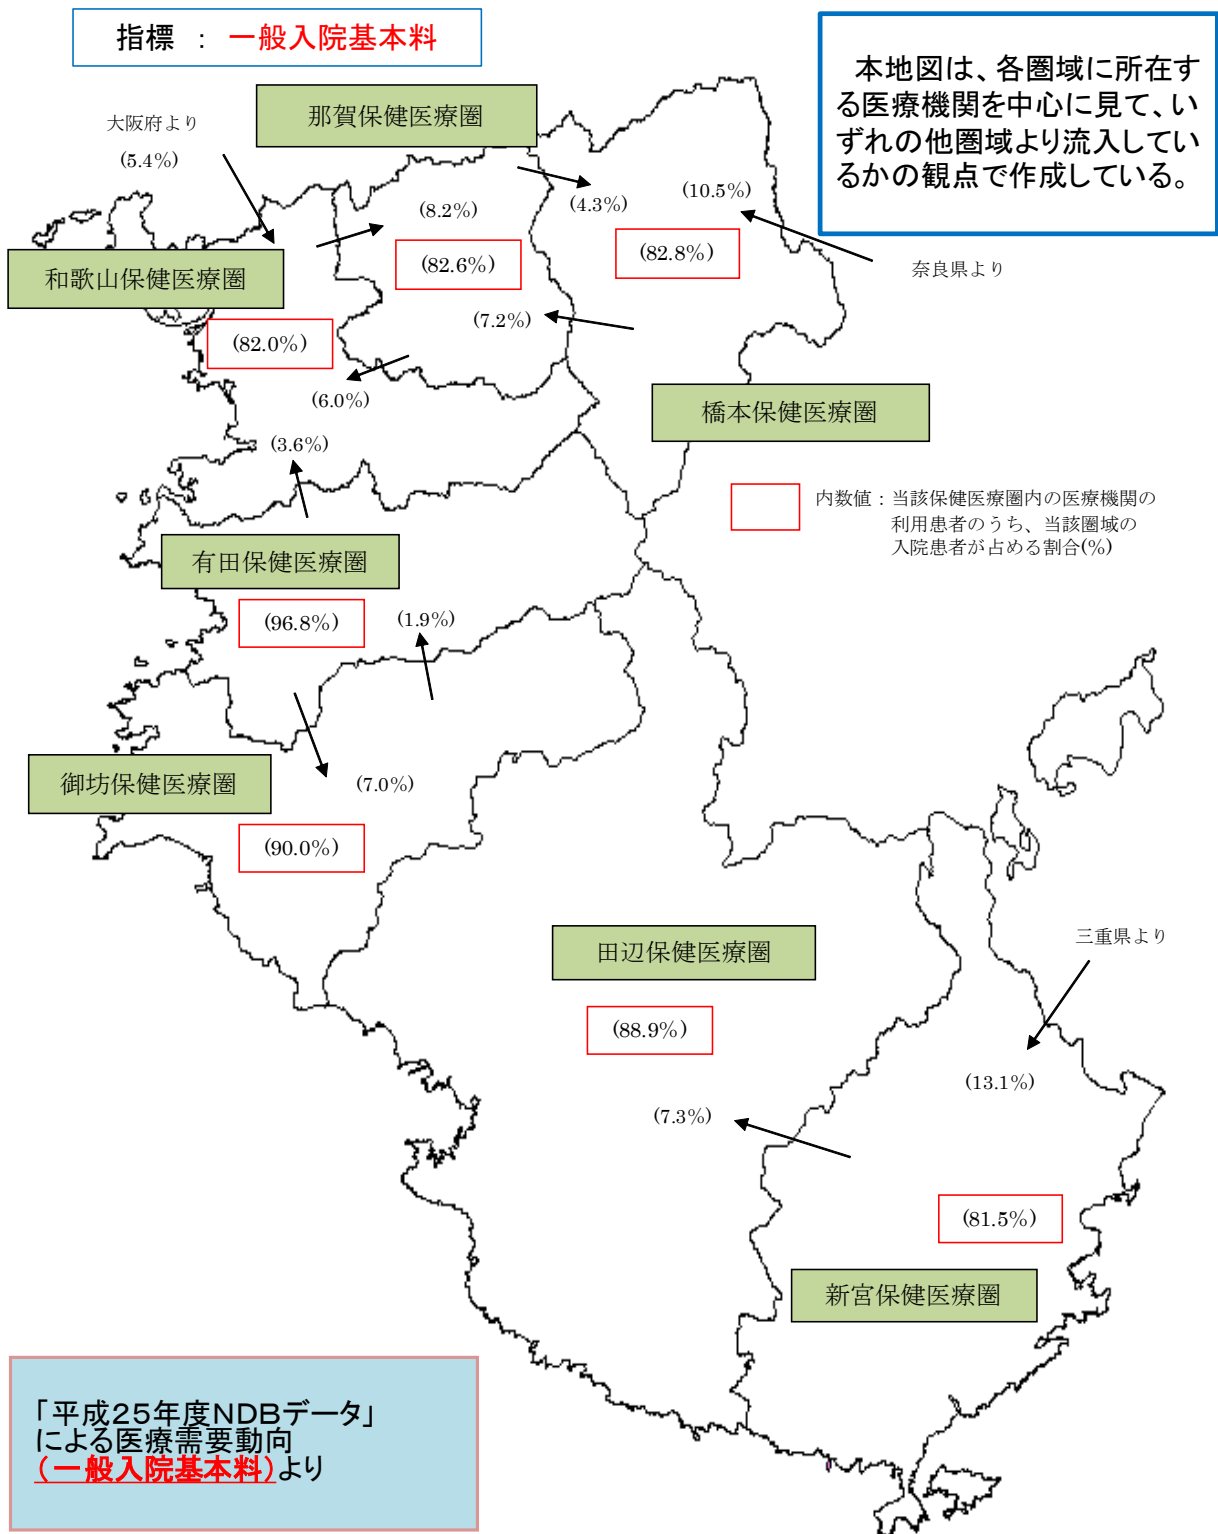 指標 ： 一般入院基本料
本地図は、各圏域に所在す
る医療機関を中心に見て、い
ずれの他圏域より流入してい
るかの観点で作成している。
那賀保健医療圏
大阪府より
(5.4%)
(8.2%)
(4.3%)
(10.5%)
(82.6%)
(82.8%)
奈良県より
和歌山保健医療圏
(7.2%)
(82.0%)
(6.0%)
橋本保健医療圏
(3.6%)
内数値：当該保健医療圏内の医療機関の
利用患者のうち、当該圏域の
入院患者が占める割合(%)
有田保健医療圏
(96.8%)
(1.9%)
御坊保健医療圏
(7.0%)
(90.0%)
田辺保健医療圏
三重県より
(88.9%)
(13.1%)
(7.3%)
(81.5%)
新宮保健医療圏
「平成25年度NDBデータ」
による医療需要動向
（一般入院基本料）より